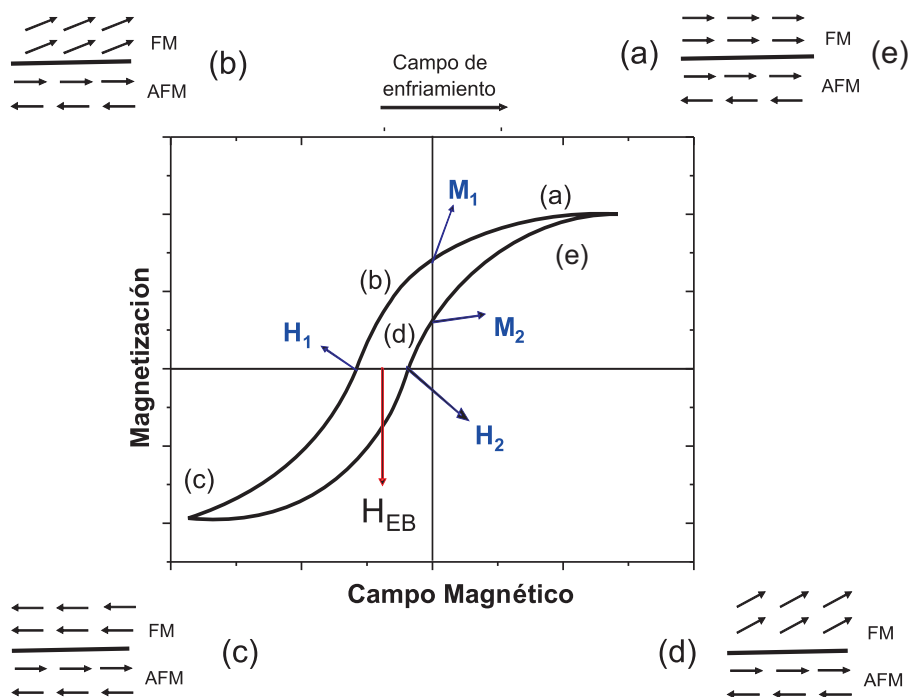 FM
AFM
(b)
Campo de
enfriamiento
(a)
FM
AFM
(e)
M1
(a)
(b)
(e)
(d)
M2
H1
H2
(c)
HEB
Magnetización
Campo Magnético
FM
AFM
(c)
(d)
FM
AFM